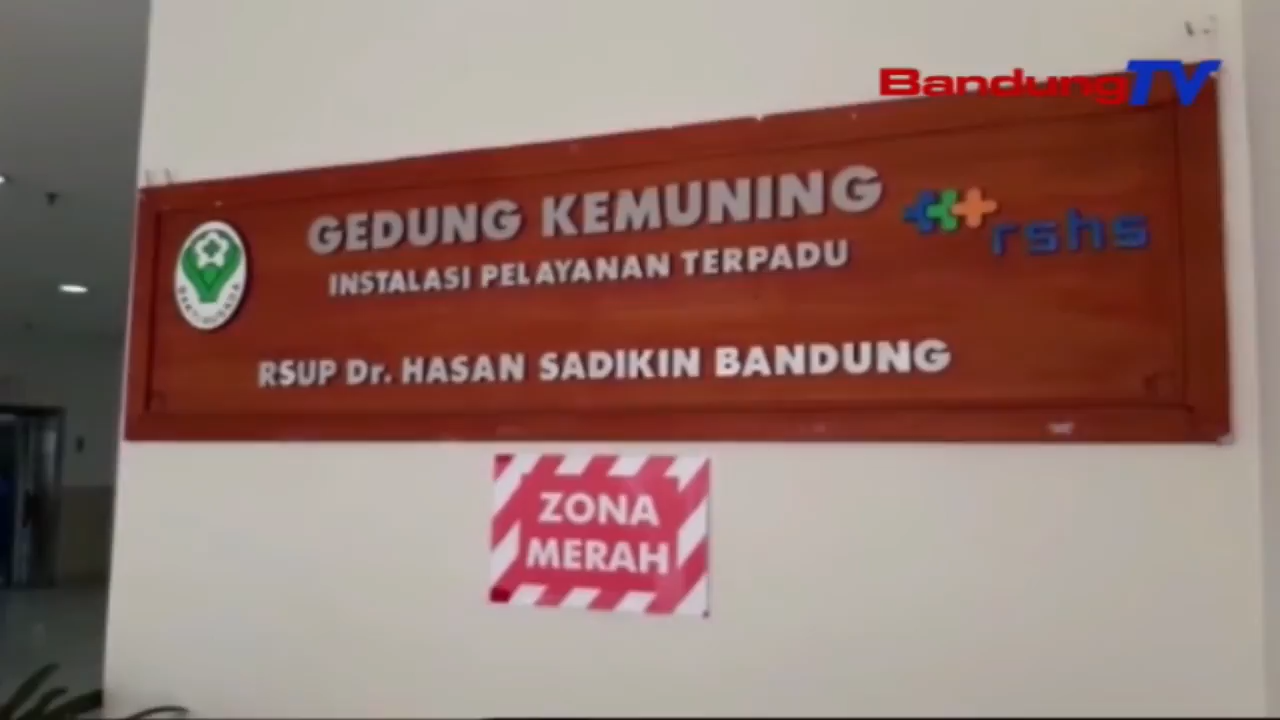 BandungTV
GEDUNG KEMUNING
rshs
INSTALASI PELAYANAN TERPADU
RSUP Dr. HASAN SADIKIN BANDUNG
ZONA
MERAH